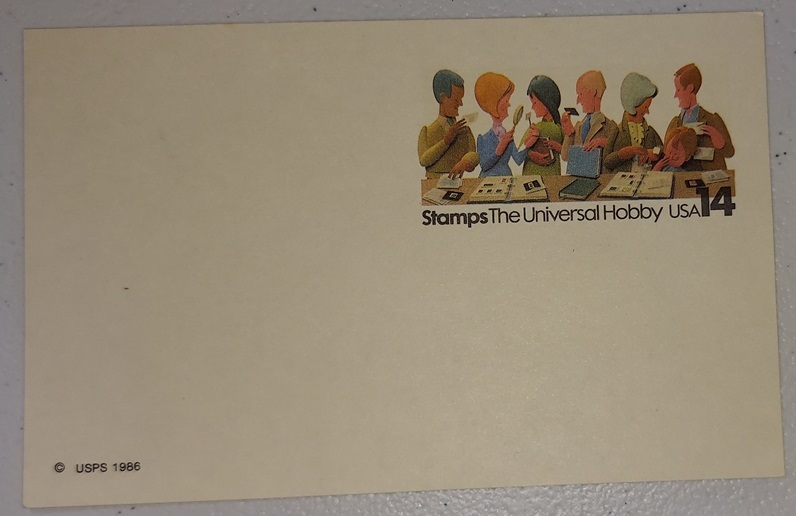 Stamps The Universal Hobby USA 14
© USPS 1986